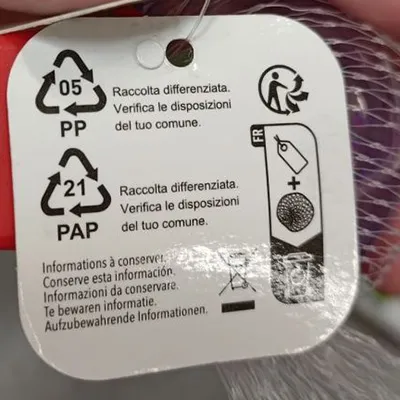 05
PP
Raccolta differenziata.
Verifica le disposizioni
del tuo comune.
21
PAP
Raccolta differenziata.
Verifica le disposizioni
del tuo comune.
FR
+
Informations à conserver.
Conserve esta información.
Informazioni da conservare.
Te bewaren informatie.
Aufzubewahrende Informationen.